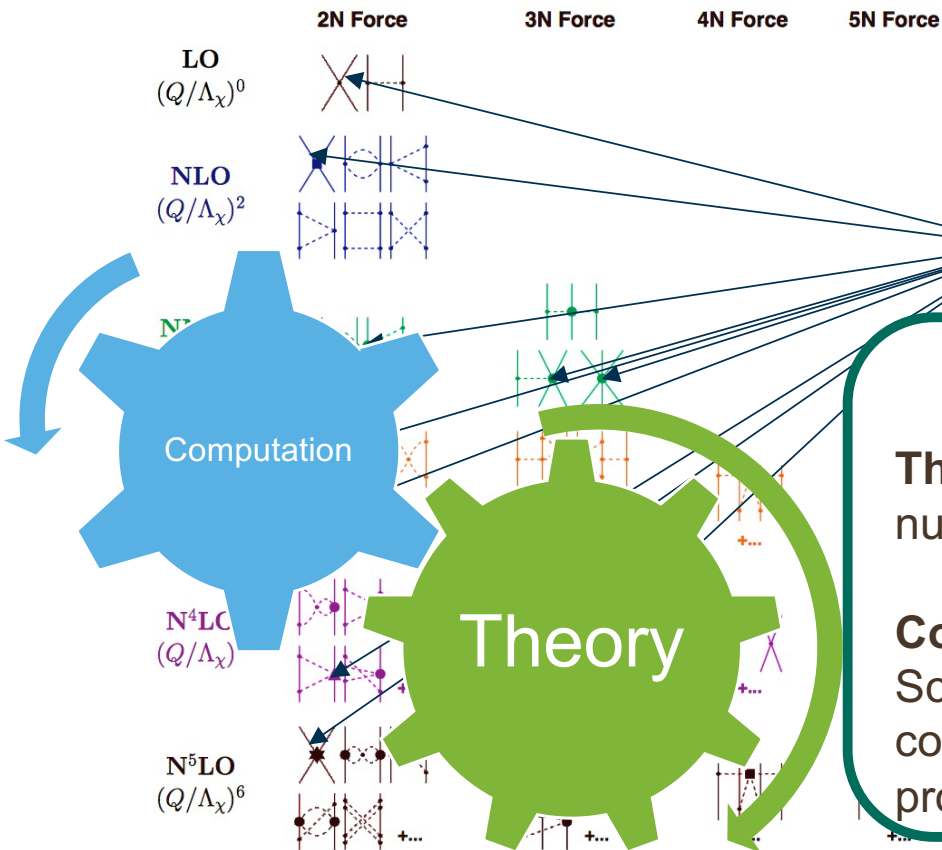 2N Force 3N Force 4N Force 5N Force
LO
(Q/Λχ)⁰
NLO
(Q/Λχ)²
Computation
+...
Th
nu
Theory
N⁴LO
(Q/Λχ)
+...
+...
Co
So
co
pro
N⁵LO
(Q/Λχ)⁶
+...
+...
+...